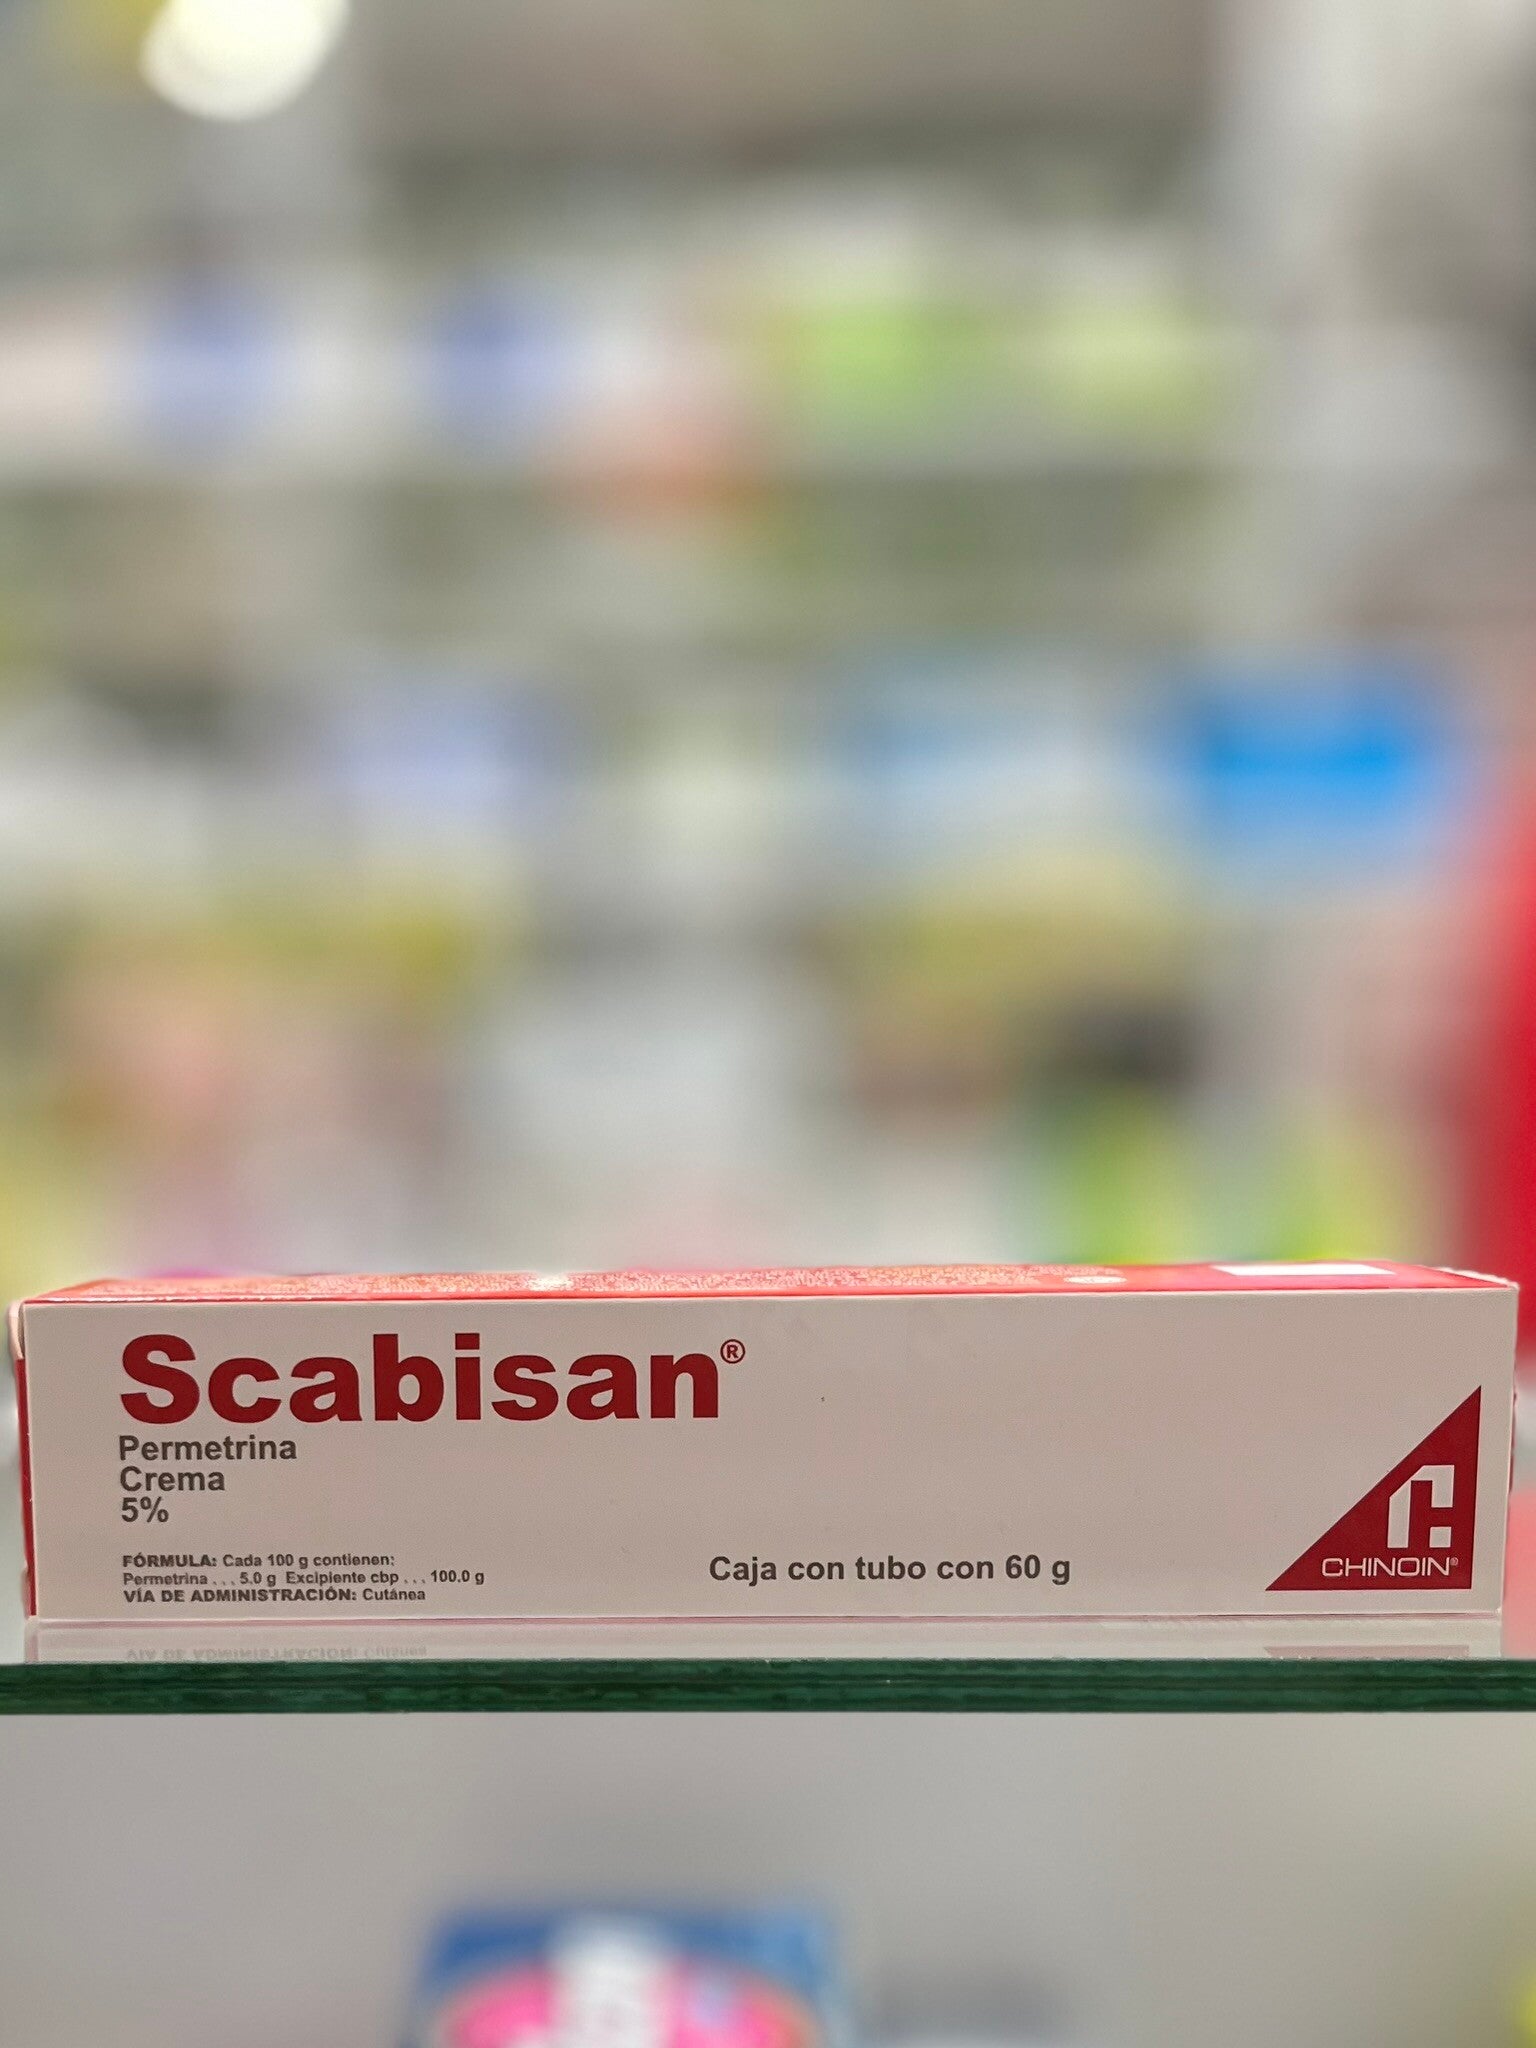 Scabisan®
Permetrina
Crema
5%
FÓRMULA: Cada 100 g contienen:
Permetrina . . . 5.0 g Excipiente cbp . . . 100.0 g
VÍA DE ADMINISTRACIÓN: Cutánea
Caja con tubo con 60 g
CHINOIN®